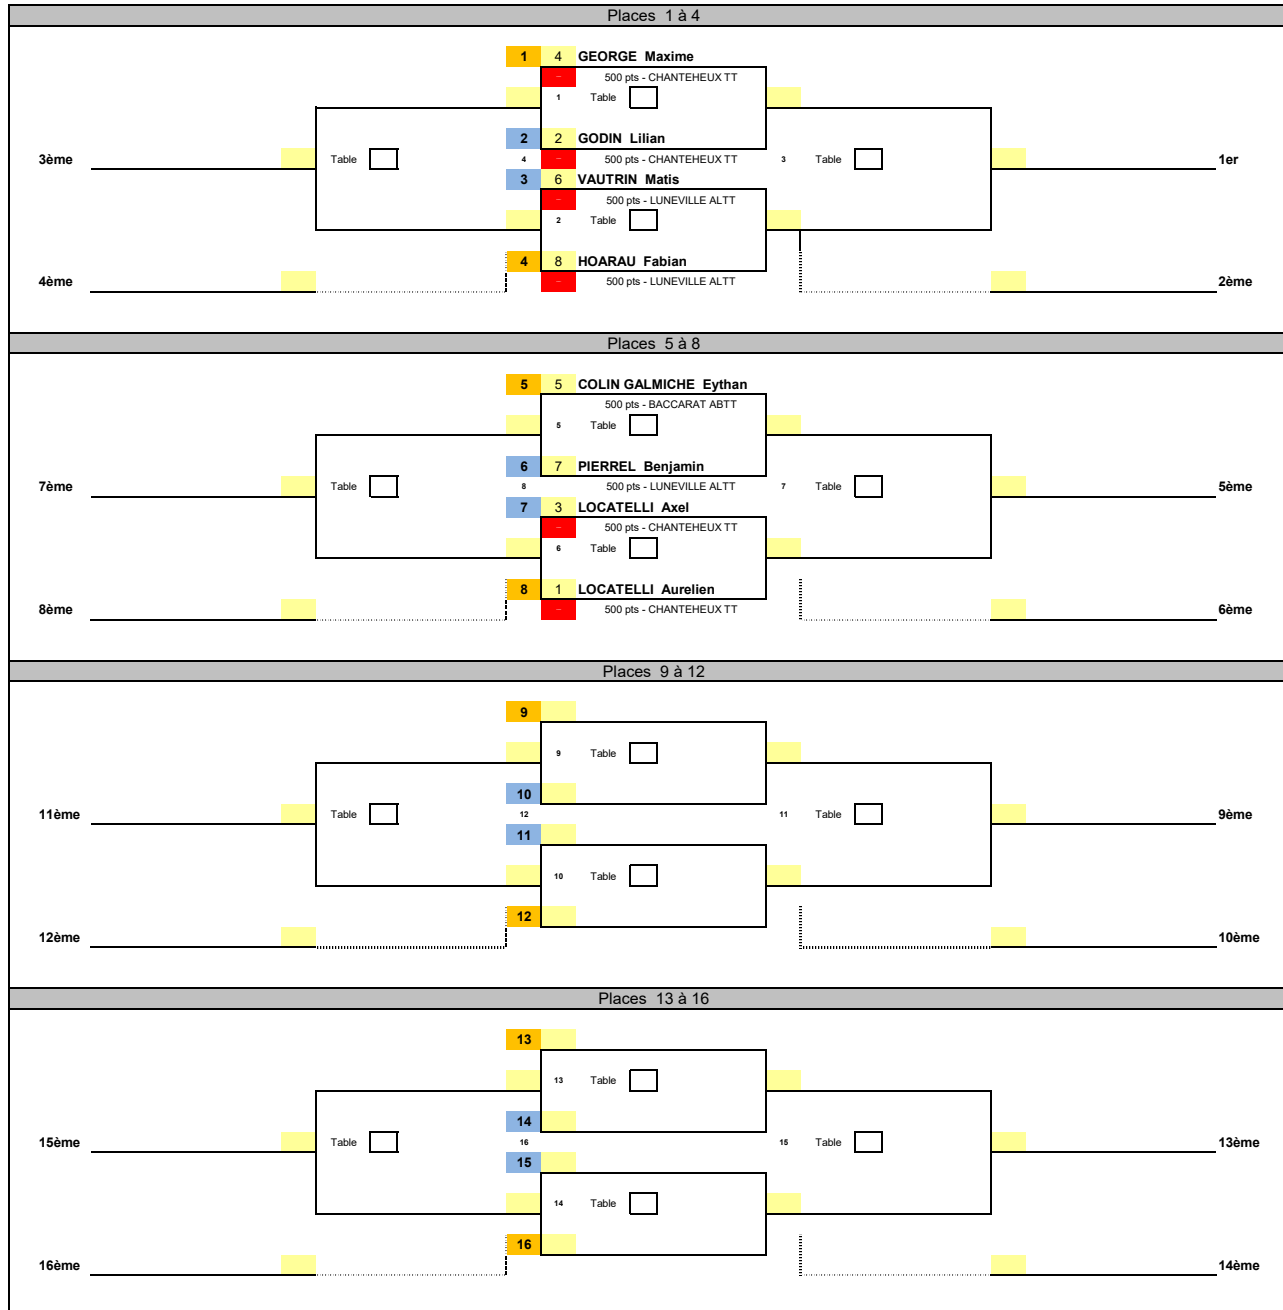 Places 1 à 4
1 4 GEORGE Maxime
– 500 pts - CHANTEHEUX TT
1 Table
2 2 GODIN Lilian
3ème Table 4 – 500 pts - CHANTEHEUX TT 3 Table 1er
3 6 VAUTRIN Matis
– 500 pts - LUNEVILLE ALTT
2 Table
4 8 HOARAU Fabian
4ème – 500 pts - LUNEVILLE ALTT 2ème
Places 5 à 8
5 5 COLIN GALMICHE Eythan
500 pts - BACCARAT ABTT
5 Table
6 7 PIERREL Benjamin
7ème Table 8 500 pts - LUNEVILLE ALTT 7 Table 5ème
7 3 LOCATELLI Axel
– 500 pts - CHANTEHEUX TT
6 Table
8 1 LOCATELLI Aurelien
8ème – 500 pts - CHANTEHEUX TT 6ème
Places 9 à 12
9
9 Table
10
11ème Table 12 11 Table 9ème
11
10 Table
12
12ème 10ème
Places 13 à 16
13
13 Table
14
15ème Table 16 15 Table 13ème
15
14 Table
16
16ème 14ème